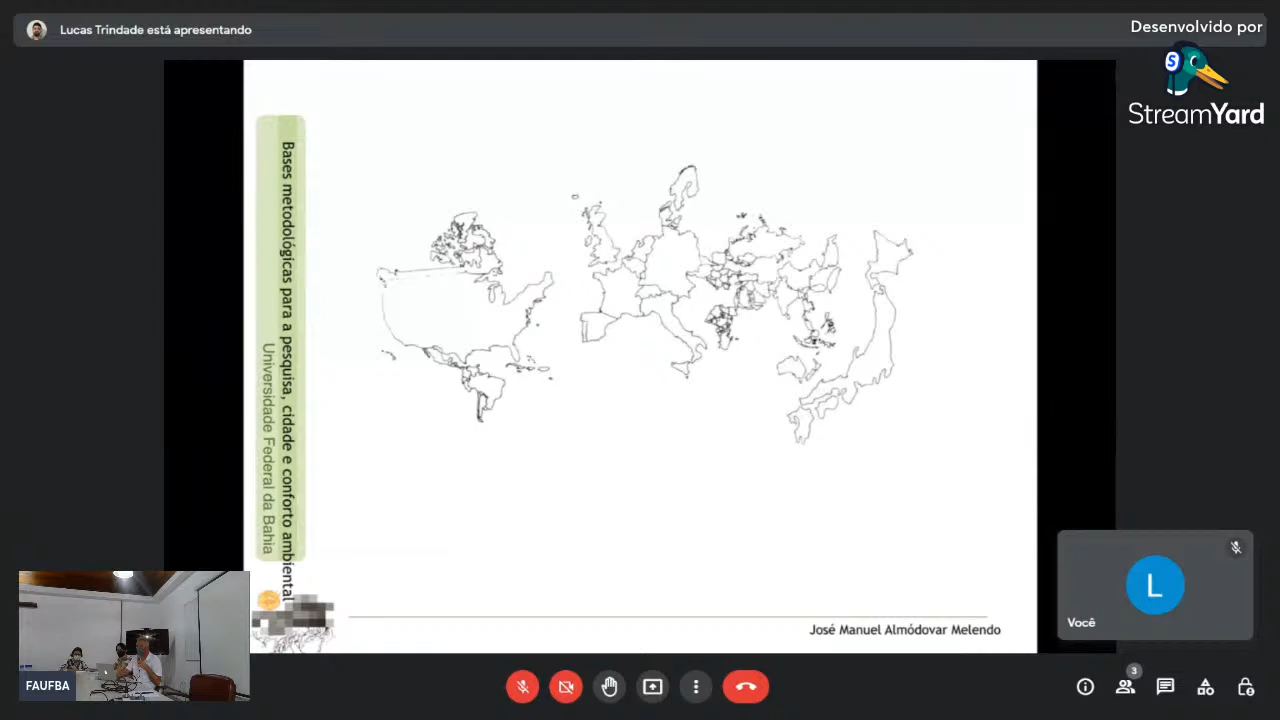 Lucas Trindade está apresentando
Desenvolvido por
S
StreamYard
Bases metodológicas para a pesquisa, cidade e conforto ambiental
Universidade Federal da Bahia
José Manuel Almódovar Melendo
L
Você
FAUFBA
3